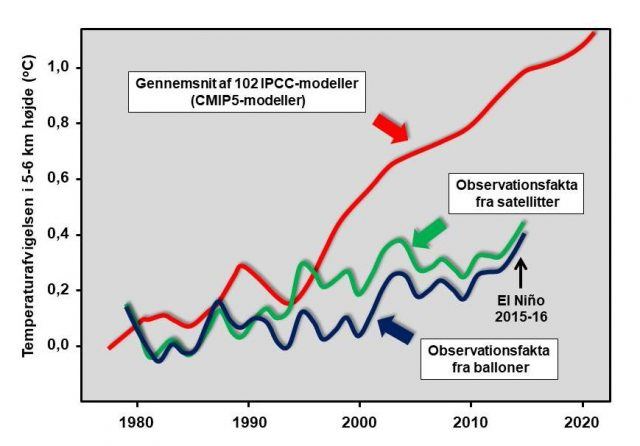 Temperaturafvigelsen i 5-6 km højde (ºC)
1,0
0,8
0,6
0,4
0,2
0,0
Gennemsnit af 102 IPCC-modeller
(CMIP5-modeller)
Observationsfakta
fra satellitter
El Niño
2015-16
Observationsfakta
fra balloner
1980
1990
2000
2010
2020